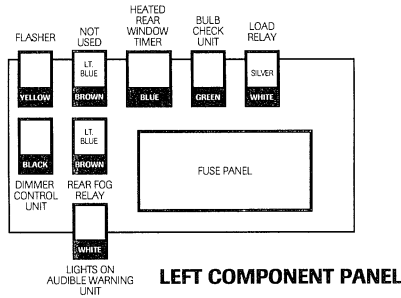 FLASHER
NOT
USED
HEATED
REAR
WINDOW
TIMER
BULB
CHECK
UNIT
LOAD
RELAY
YELLOW
LT.
BLUE
BROWN
BLUE
GREEN
SILVER
WHITE
BLACK
LT.
BLUE
BROWN
FUSE PANEL
DIMMER
CONTROL
UNIT
REAR FOG
RELAY
WHITE
LIGHTS ON
AUDIBLE WARNING
UNIT
LEFT COMPONENT PANEL